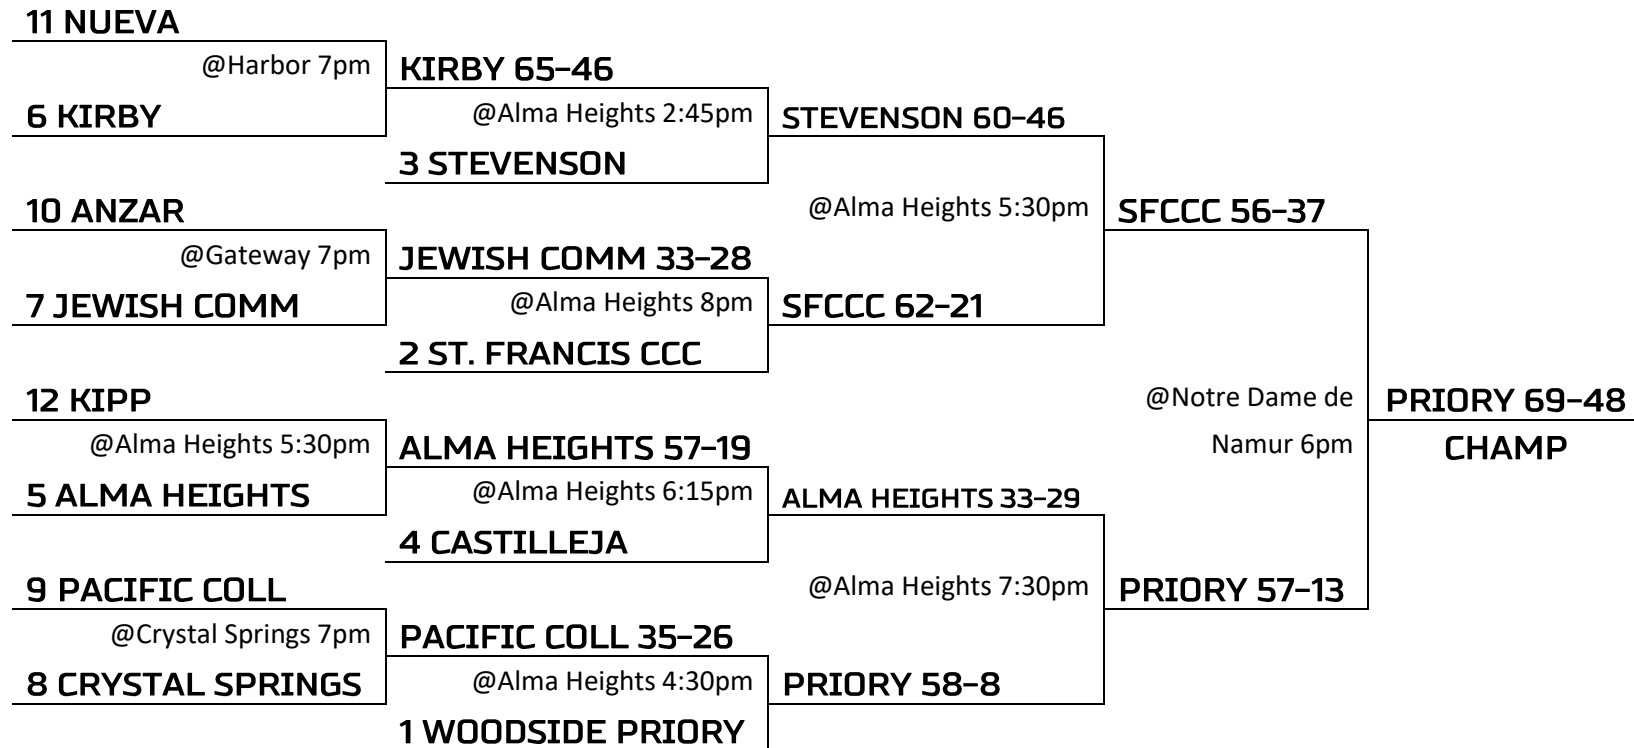 11 NUEVA
@Harbor 7pm
6 KIRBY
KIRBY 65-46
@Alma Heights 2:45pm
3 STEVENSON
STEVENSON 60-46
10 ANZAR
@Gateway 7pm
7 JEWISH COMM
JEWISH COMM 33-28
@Alma Heights 8pm
2 ST. FRANCIS CCC
SFCCC 62-21
@Alma Heights 5:30pm
SFCCC 56-37
12 KIPP
@Alma Heights 5:30pm
5 ALMA HEIGHTS
ALMA HEIGHTS 57-19
@Alma Heights 6:15pm
4 CASTILLEJA
ALMA HEIGHTS 33-29
9 PACIFIC COLL
@Crystal Springs 7pm
8 CRYSTAL SPRINGS
PACIFIC COLL 35-26
@Alma Heights 4:30pm
1 WOODSIDE PRIORY
PRIORY 58-8
@Alma Heights 7:30pm
PRIORY 57-13
@Notre Dame de
Namur 6pm
PRIORY 69-48
CHAMP